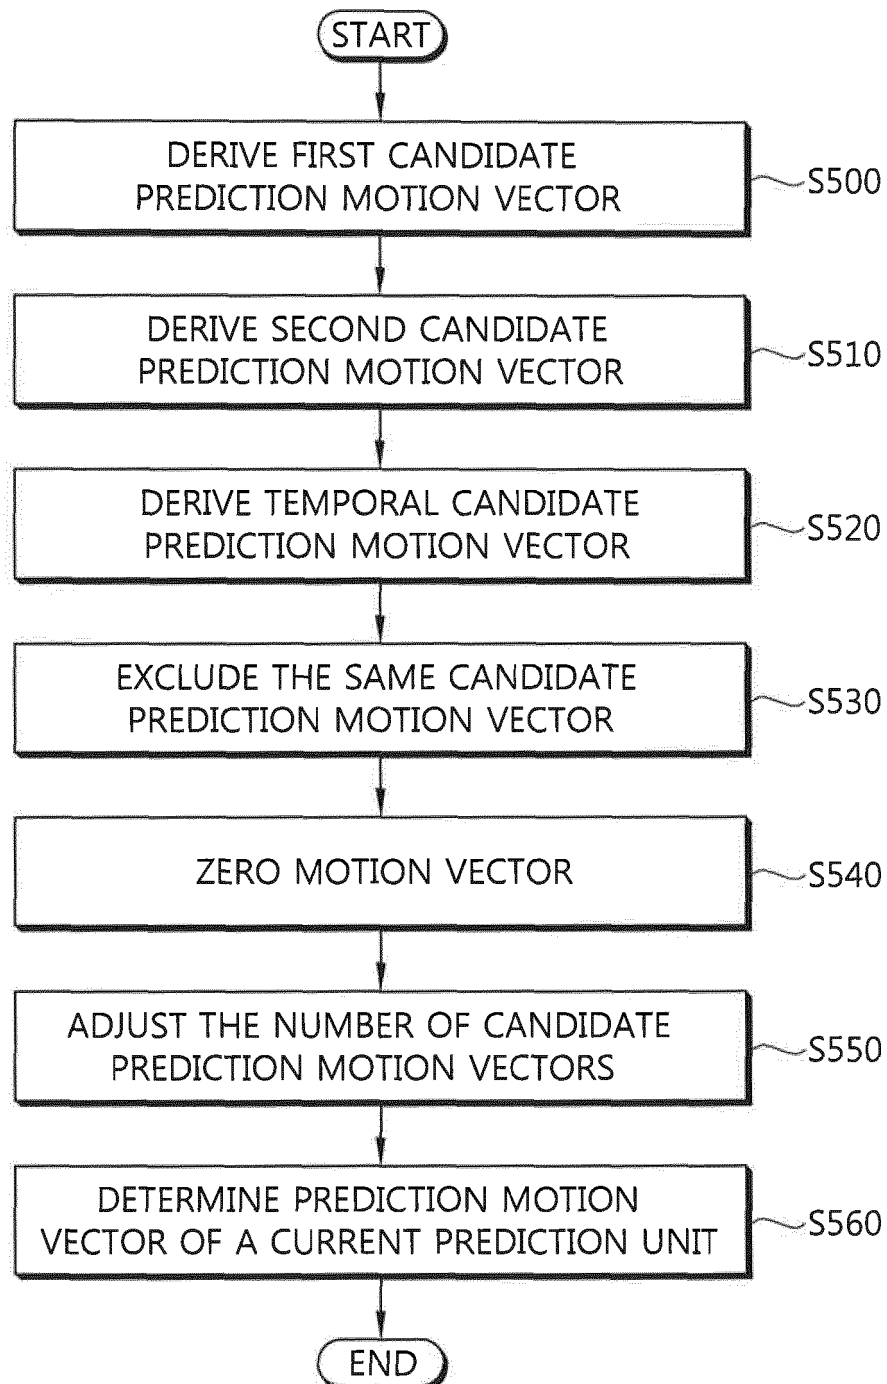 START
DERIVE FIRST CANDIDATE
PREDICTION MOTION VECTOR
S500
DERIVE SECOND CANDIDATE
PREDICTION MOTION VECTOR
S510
DERIVE TEMPORAL CANDIDATE
PREDICTION MOTION VECTOR
S520
EXCLUDE THE SAME CANDIDATE
PREDICTION MOTION VECTOR
S530
ZERO MOTION VECTOR
S540
ADJUST THE NUMBER OF CANDIDATE
PREDICTION MOTION VECTORS
S550
DETERMINE PREDICTION MOTION
VECTOR OF A CURRENT PREDICTION UNIT
S560
END